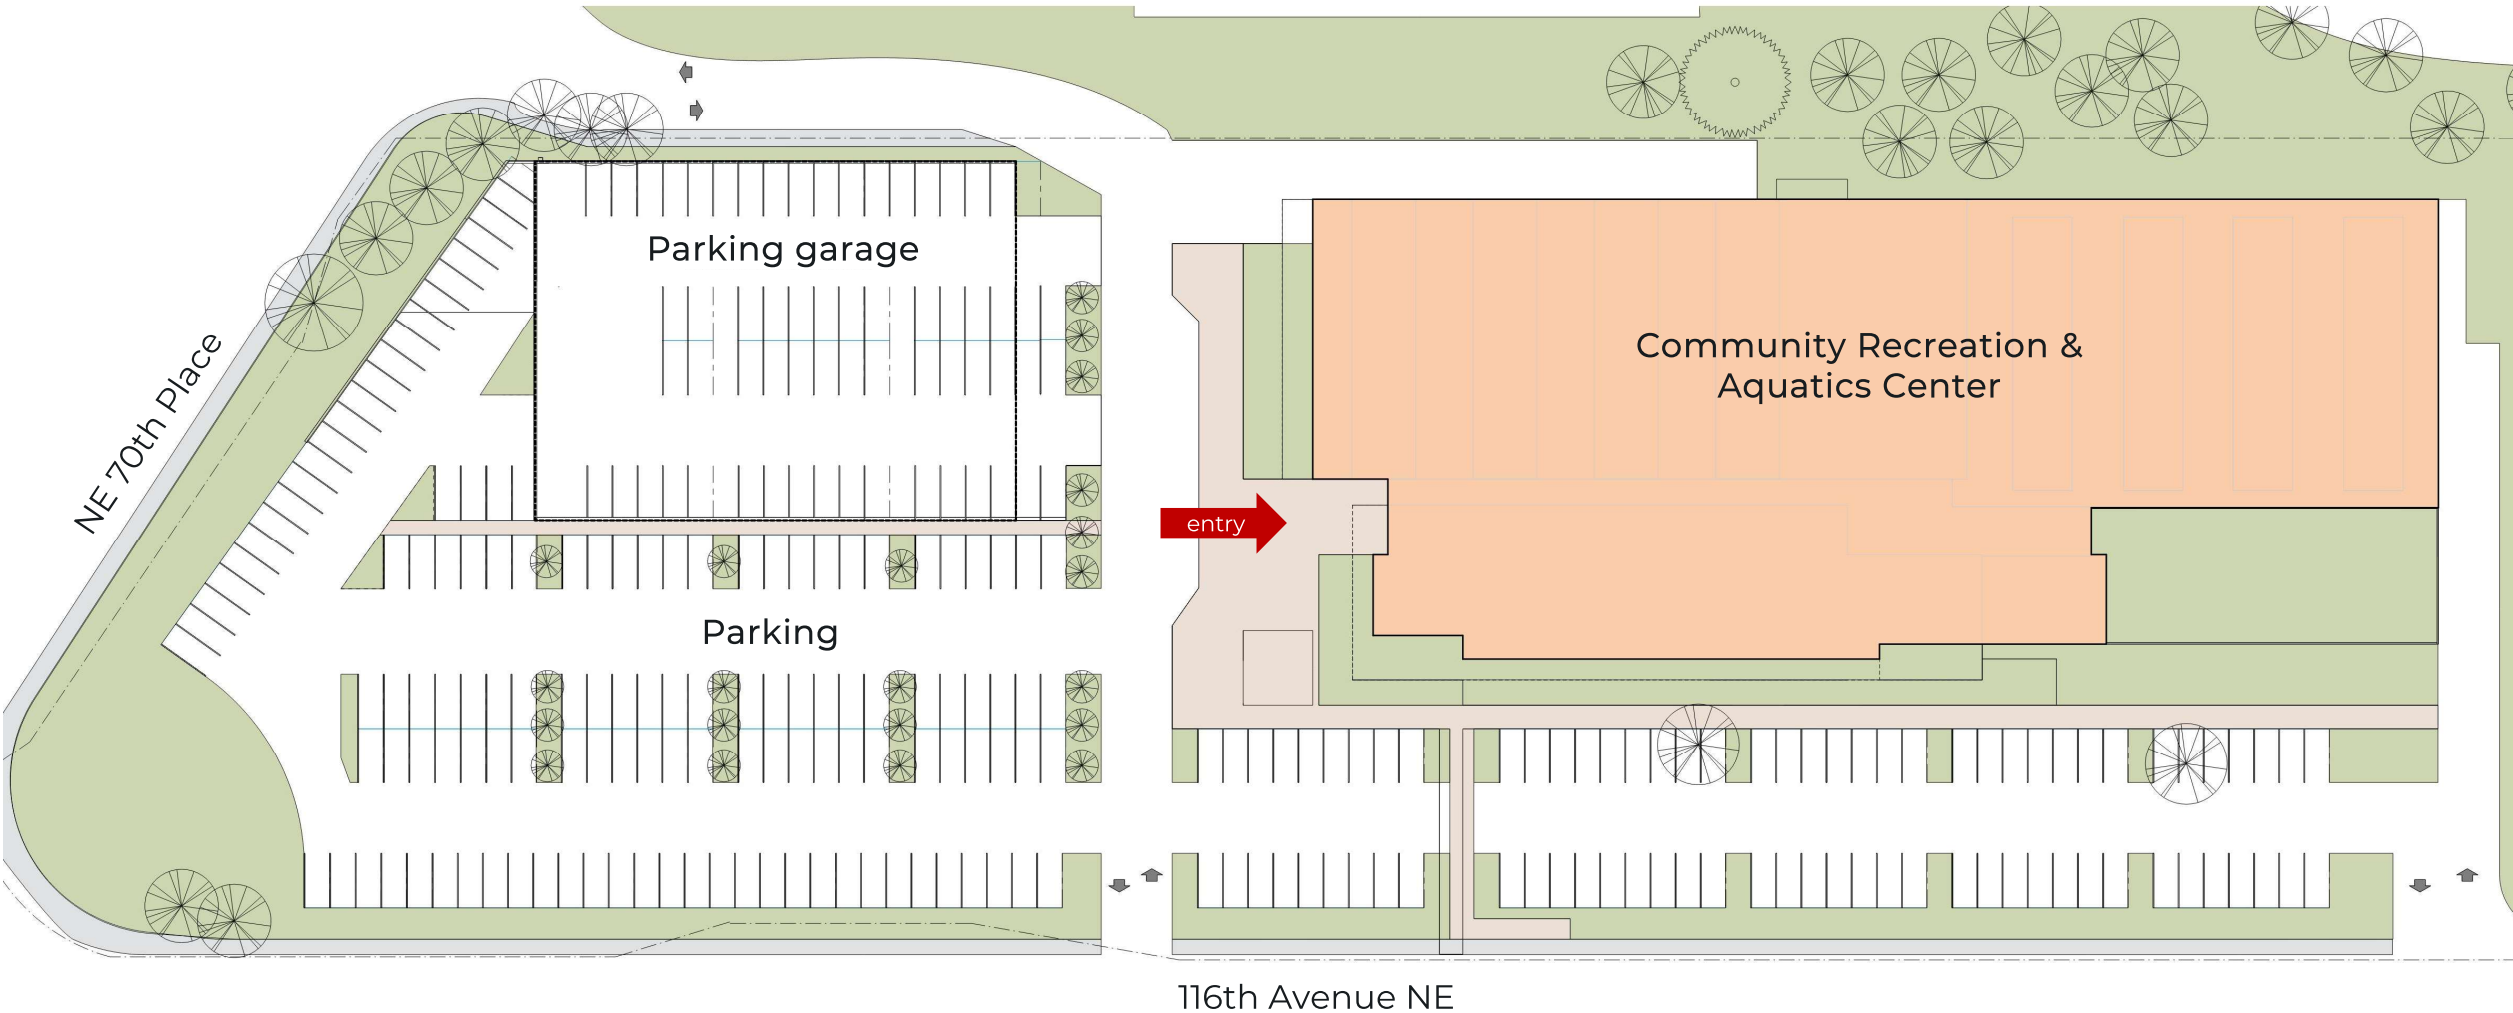 Parking garage
NE 70th Place
Community Recreation &
Aquatics Center
entry
Parking
116th Avenue NE